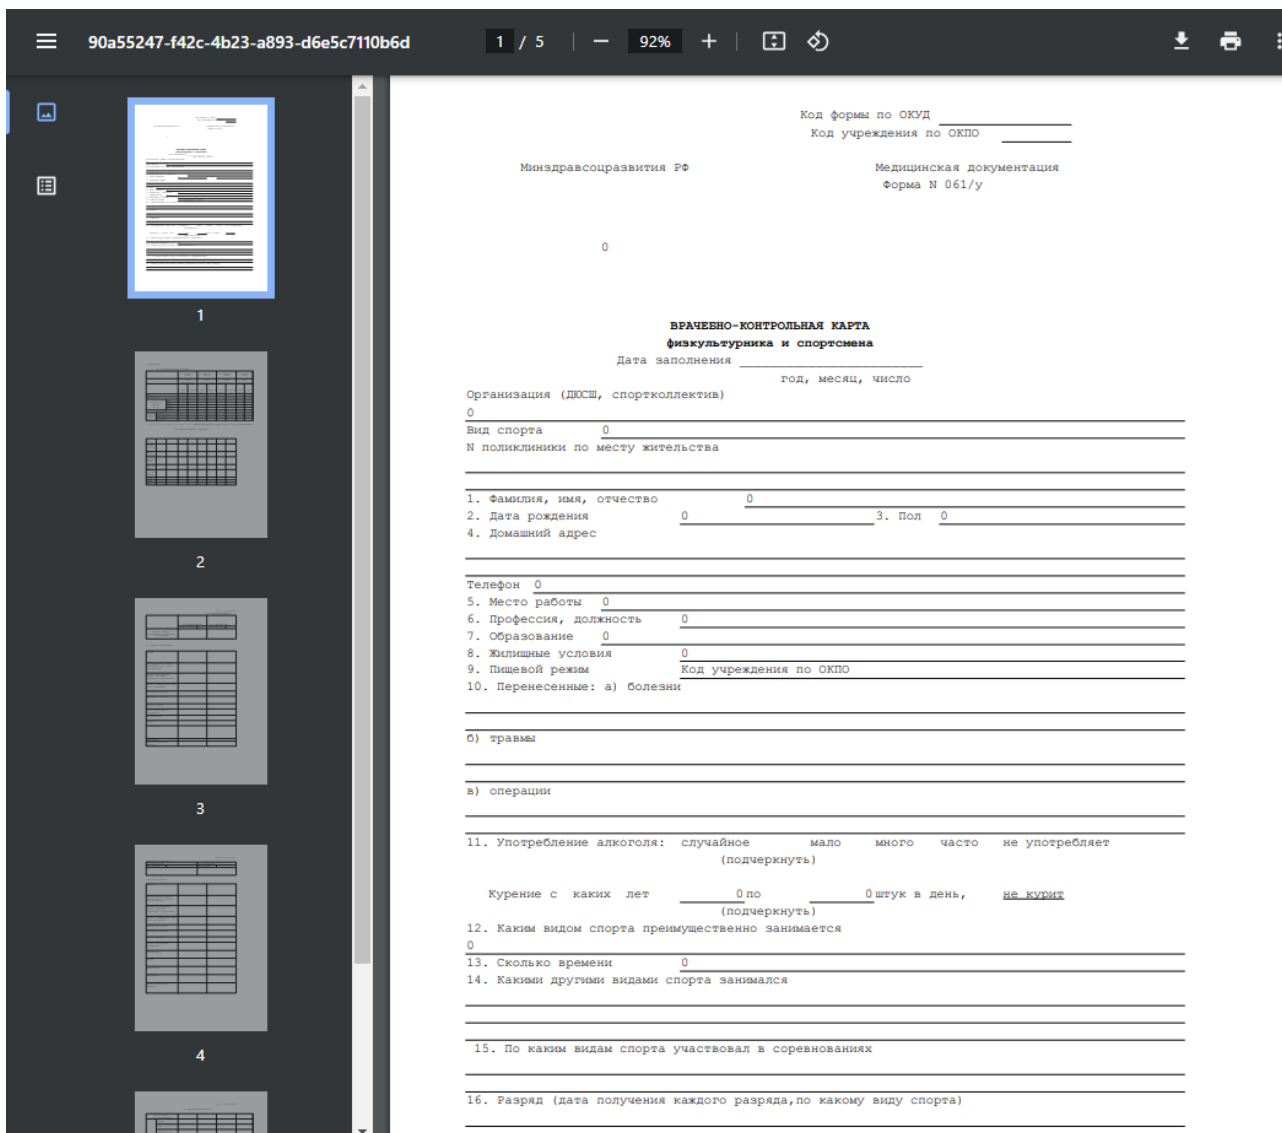 90a55247-f42c-4b23-a893-d6e5c7110b6d 1 / 5 92%
Код формы по ОКУД
Код учреждения по ОКПО
Минздравсоцразвития РФ Медицинская документация
Форма N 061/у
0
ВРАЧЕБНО-КОНТРОЛЬНАЯ КАРТА
физкультурника и спортсмена
Дата заполнения
год, месяц, число
Организация (ДЮСШ, спортколлектив)
0
Вид спорта 0
N поликлиники по месту жительства
1. Фамилия, имя, отчество 0
2. Дата рождения 0 3. Пол 0
4. Домашний адрес
Телефон 0
5. Место работы 0
6. Профессия, должность 0
7. Образование 0
8. Жилищные условия 0
9. Пищевой режим Код учреждения по ОКПО
10. Перенесенные: а) болезни
б) травмы
в) операции
11. Употребление алкоголя: случайное мало много часто не употребляет
(подчеркнуть)
Курение с каких лет 0 по 0 штук в день, не курит
(подчеркнуть)
12. Каким видом спорта преимущественно занимается
0
13. Сколько времени 0
14. Какими другими видами спорта занимался
15. По каким видам спорта участвовал в соревнованиях
16. Разряд (дата получения каждого разряда,по какому виду спорта)
1
2
3
4